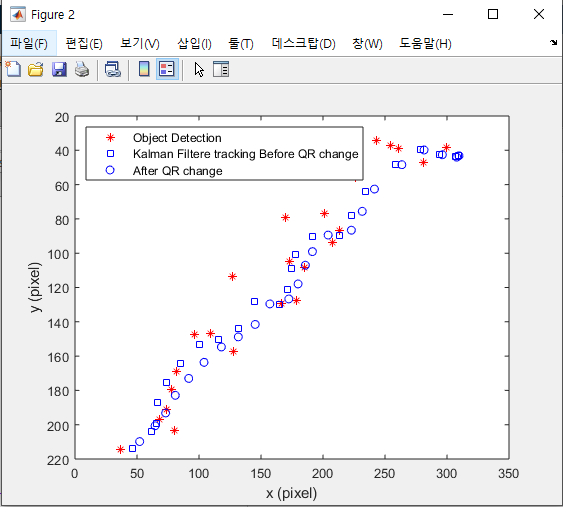 Figure 2
파일(F) 편집(E) 보기(V) 삽입(I) 툴(T) 데스크탑(D) 창(W) 도움말(H)
20
Object Detection
Kalman Filtere tracking Before QR change
After QR change
60
80
100
120
140
160
180
200
220
y (pixel)
0 50 100 150 200 250 300 350
x (pixel)